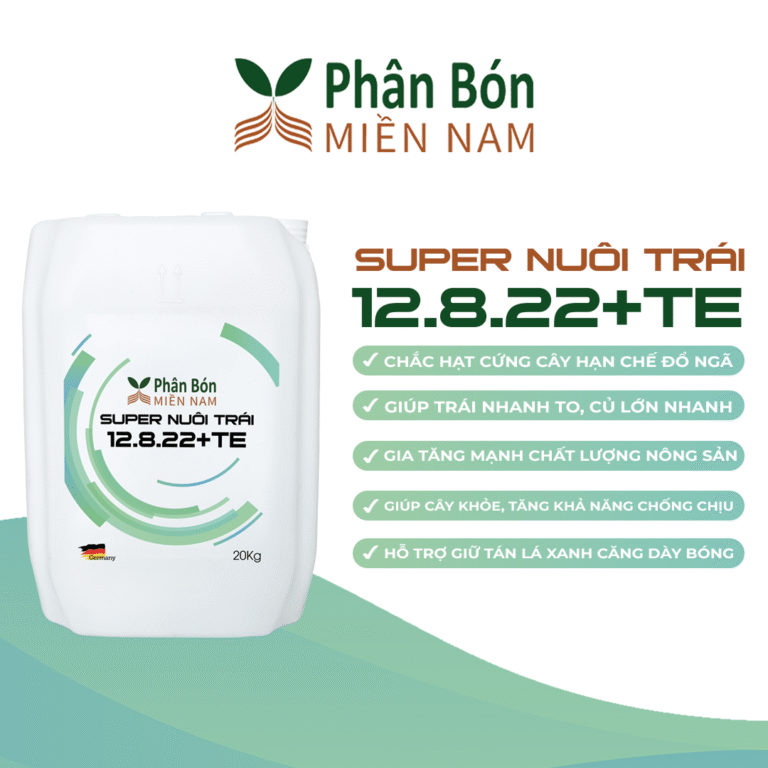 Phân Bón
MIỀN NAM
SUPER NUÔI TRÁI
12.8.22+TE
CHẮC HẠT CỨNG CÂY HẠN CHẾ ĐỔ NGÃ
GIÚP TRÁI NHANH TO, CỦ LỚN NHANH
GIA TĂNG MẠNH CHẤT LƯỢNG NÔNG SẢN
GIÚP CÂY KHỎE, TĂNG KHẢ NĂNG CHỐNG CHỊU
HỖ TRỢ GIỮ TÁN LÁ XANH CĂNG DÀY BÓNG
Phân Bón
MIỀN NAM
SUPER NUÔI TRÁI
12.8.22+TE
Germany
20Kg